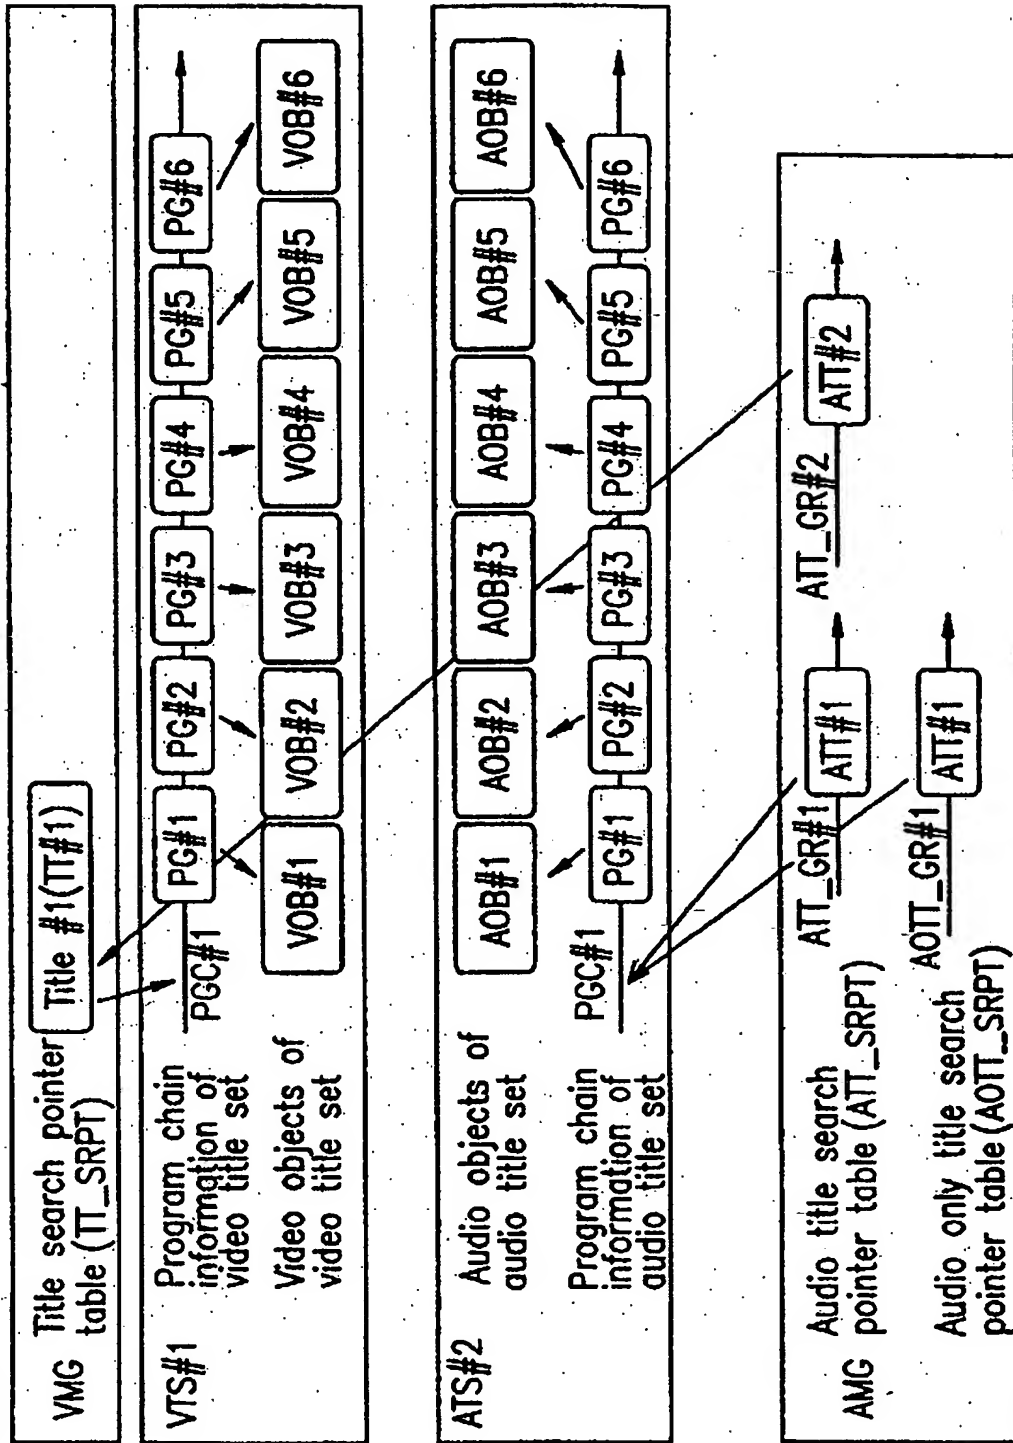 VMG
Title search pointer
table (TT_SRPT)
Title #1(TT#1)
VTS#1
Program chain
information of
video title set
PGC#1
PG#1
PG#2
PG#3
PG#4
PG#5
PG#6
Video objects of
video title set
VOB#1
VOB#2
VOB#3
VOB#4
VOB#5
VOB#6
ATS#2
Audio objects of
audio title set
AOB#1
AOB#2
AOB#3
AOB#4
AOB#5
AOB#6
Program chain
information of
audio title set
PGC#1
PG#1
PG#2
PG#3
PG#4
PG#5
PG#6
AMG
Audio title search
pointer table (ATT_SRPT)
ATT_GR#1
ATT#1
ATT_GR#2
ATT#2
Audio only title search
pointer table (AOTT_SRPT)
AOTT_GR#1
ATT#1